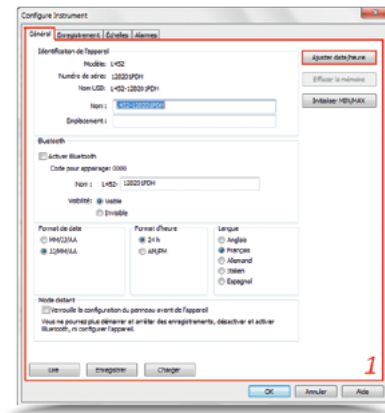 Configure Instrument
Général Enregistrement Échelles Alarmes
Identification de l'appareil
Modèle: L452
Numéro de série: 128201PDH
Nom USB: L452-128201PDH
Nom : L452-128201PDH
Emplacement :
Ajuster date/heure
Effacer la mémoire
Initialiser MIN/MAX
Bluetooth
Activer Bluetooth
Code pour appairage: 0000
Nom : L452- 128201PDH
Visibilité: Visible
Invisible
Format de date
MM/JJ/AA
JJ/MM/AA
Format d'heure
24 h
AM/PM
Langue
Anglais
Français
Allemand
Italien
Espagnol
Mode distant
Verrouille la configuration du panneau avant de l'appareil
Vous ne pourrez plus démarrer et arrêter des enregistrements, désactiver et activer
Bluetooth, ni configurer l'appareil.
Lire Enregistrer Charger
1
OK Annuler Aide